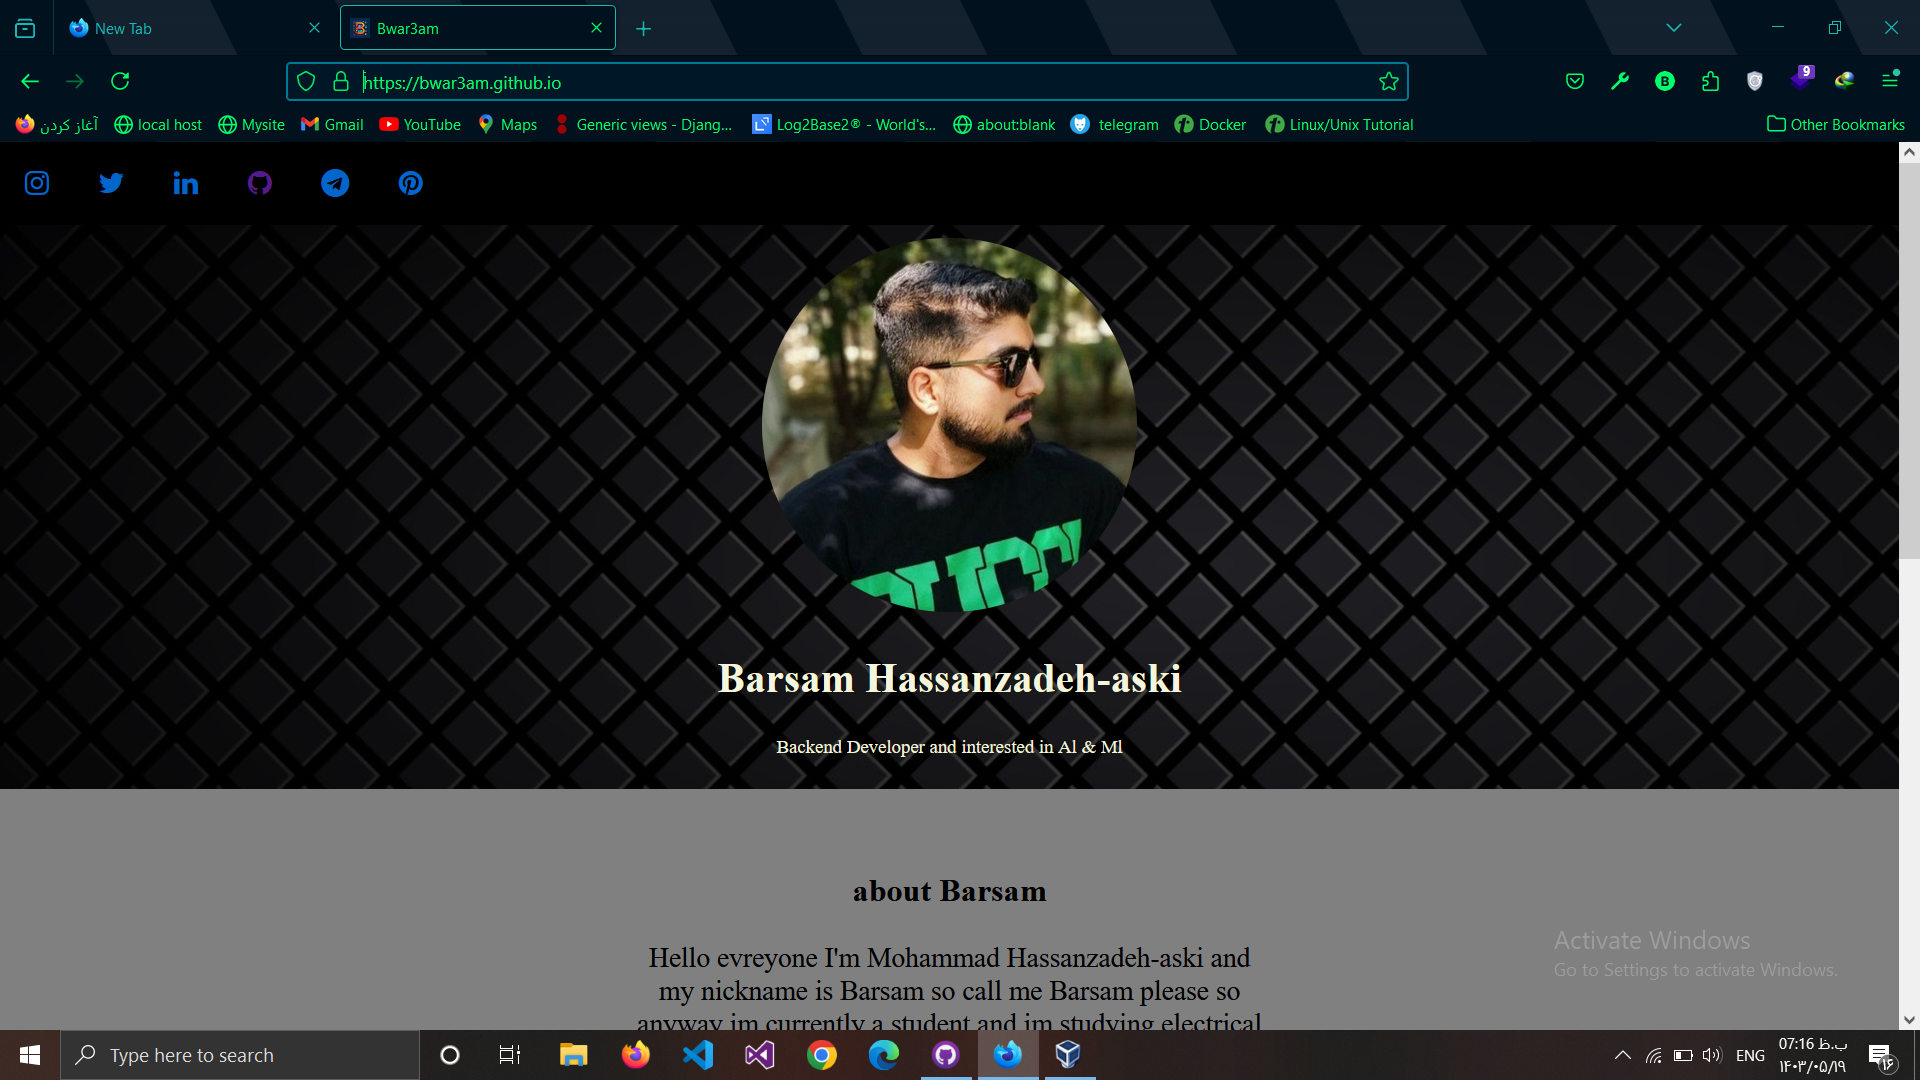 New Tab
Bwar3am
https://bwar3am.github.io
9
آغاز کردن
local host
Mysite
Gmail
YouTube
Maps
Generic views - Djang...
Log2Base2® - World's...
about:blank
telegram
Docker
Linux/Unix Tutorial
Other Bookmarks
Barsam Hassanzadeh-aski
Backend Developer and interested in Al & Ml
about Barsam
Hello evreyone I'm Mohammad Hassanzadeh-aski and
my nickname is Barsam so call me Barsam please so
anyway im currently a student and im studying electrical
Activate Windows
Go to Settings to activate Windows.
Type here to search
ENG
07:16 ب.ظ
۱۴۰۳/۰۵/۱۹
۱۶